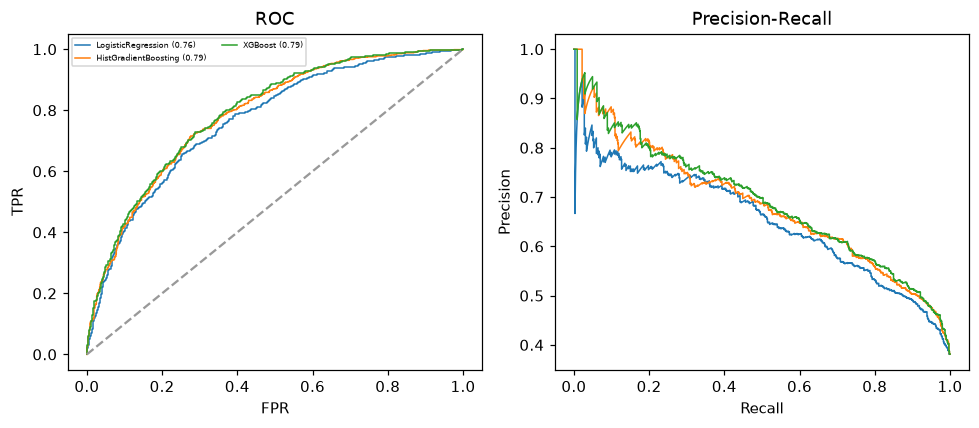 ROC
LogisticRegression (0.76)
HistGradientBoosting (0.79)
XGBoost (0.79)
1.0
0.8
0.6
0.4
0.2
0.0
TPR
0.0 0.2 0.4 0.6 0.8 1.0
FPR
Precision-Recall
1.0
0.9
0.8
0.7
0.6
0.5
0.4
Precision
0.0 0.2 0.4 0.6 0.8 1.0
Recall